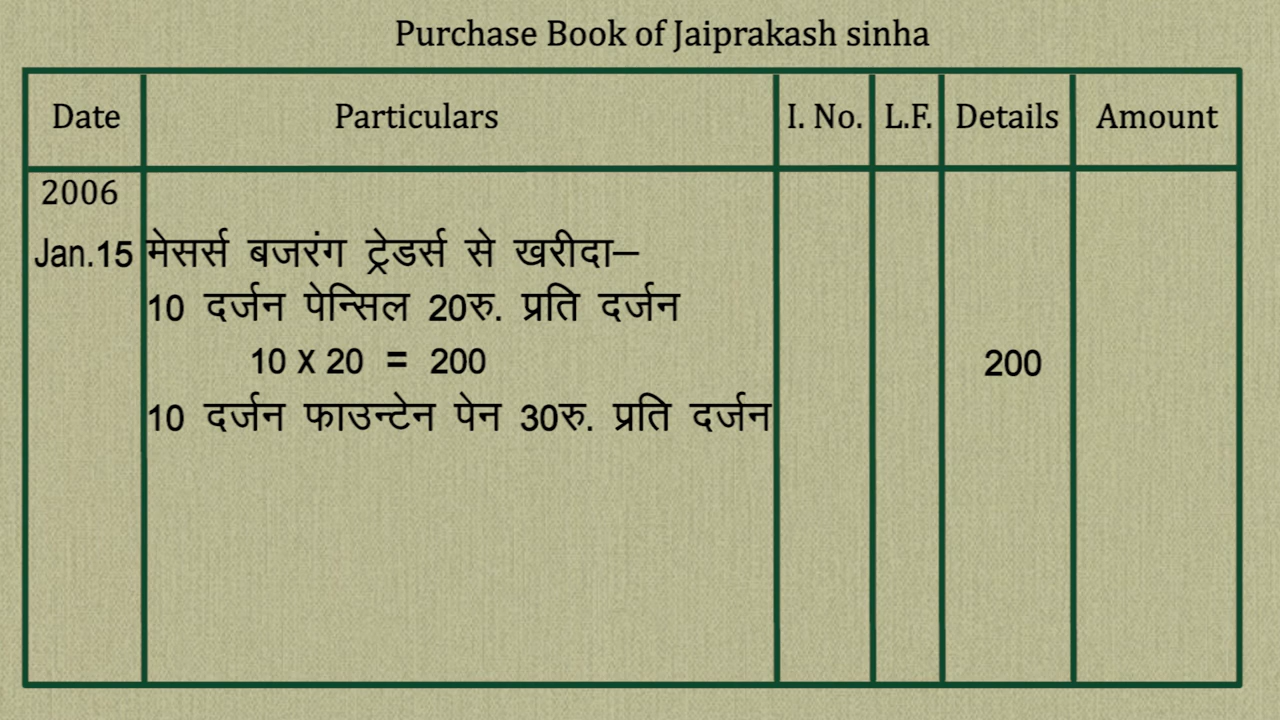 Purchase Book of Jaiprakash sinha
Date Particulars I. No. L.F. Details Amount
2006
Jan.15 मेसर्स बजरंग ट्रेडर्स से खरीदा–
10 दर्जन पेन्सिल 20रु. प्रति दर्जन
10 X 20 = 200 200
10 दर्जन फाउन्टेन पेन 30रु. प्रति दर्जन